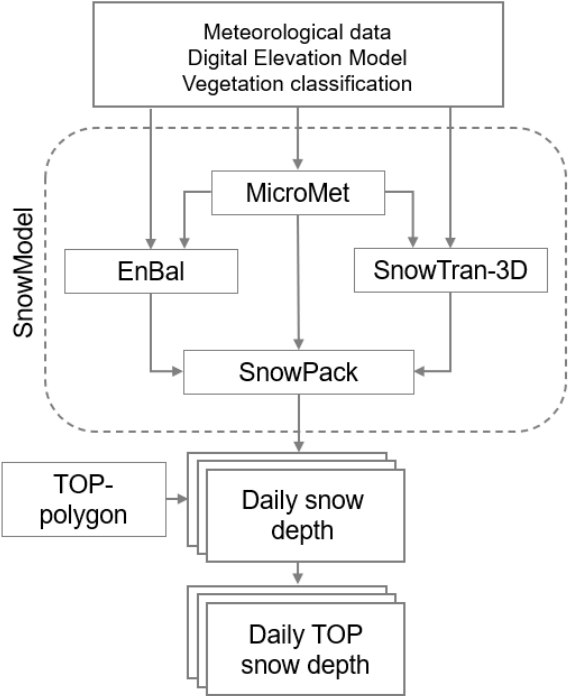 Meteorological data
Digital Elevation Model
Vegetation classification
SnowModel
MicroMet
EnBal
SnowTran-3D
SnowPack
TOP-
polygon
Daily snow
depth
Daily TOP
snow depth